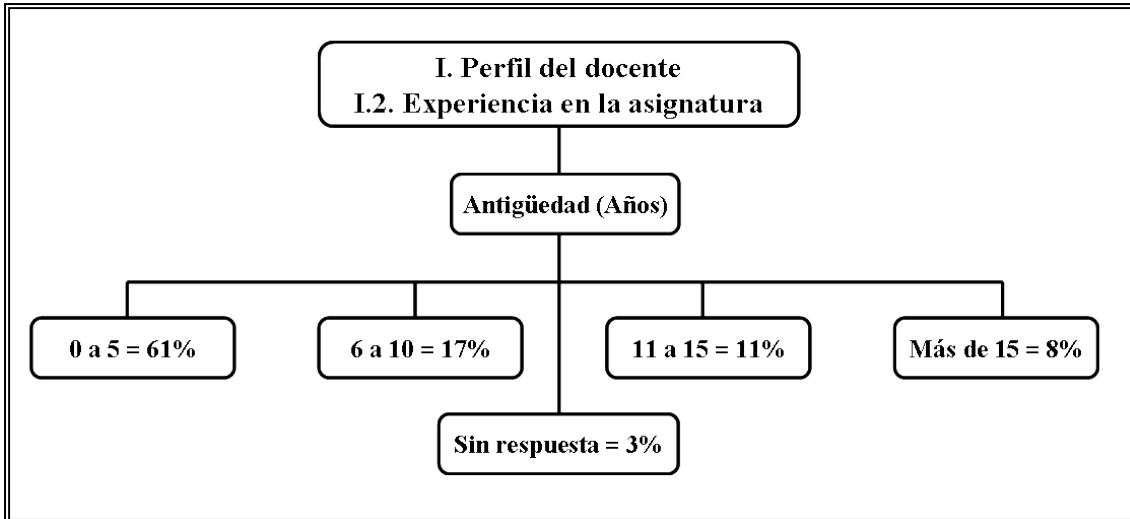 I. Perfil del docente
I.2. Experiencia en la asignatura
Antigüedad (Años)
0 a 5 = 61%
6 a 10 = 17%
11 a 15 = 11%
Más de 15 = 8%
Sin respuesta = 3%